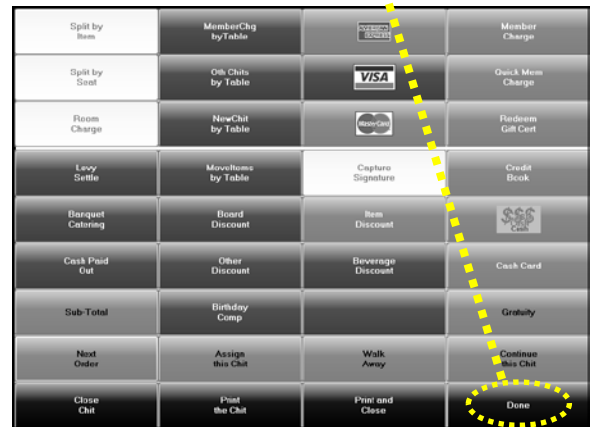 Split by
Item
MemberChg
byTable
AMERICAN
EXPRESS
Member
Charge
Split by
Seat
Oth Chits
by Table
VISA
Quick Mem
Charge
Room
Charge
NewChit
by Table
MasterCard
Redeem
Gift Cert
Levy
Settle
MoveItems
by Table
Capture
Signature
Credit
Book
Banquet
Catering
Board
Discount
Item
Discount
$$$
Cash
Cash Paid
Out
Other
Discount
Beverage
Discount
Cash Card
Sub-Total
Birthday
Comp
Gratuity
Next
Order
Assign
this Chit
Walk
Away
Continue
this Chit
Close
Chit
Print
the Chit
Print and
Close
Done